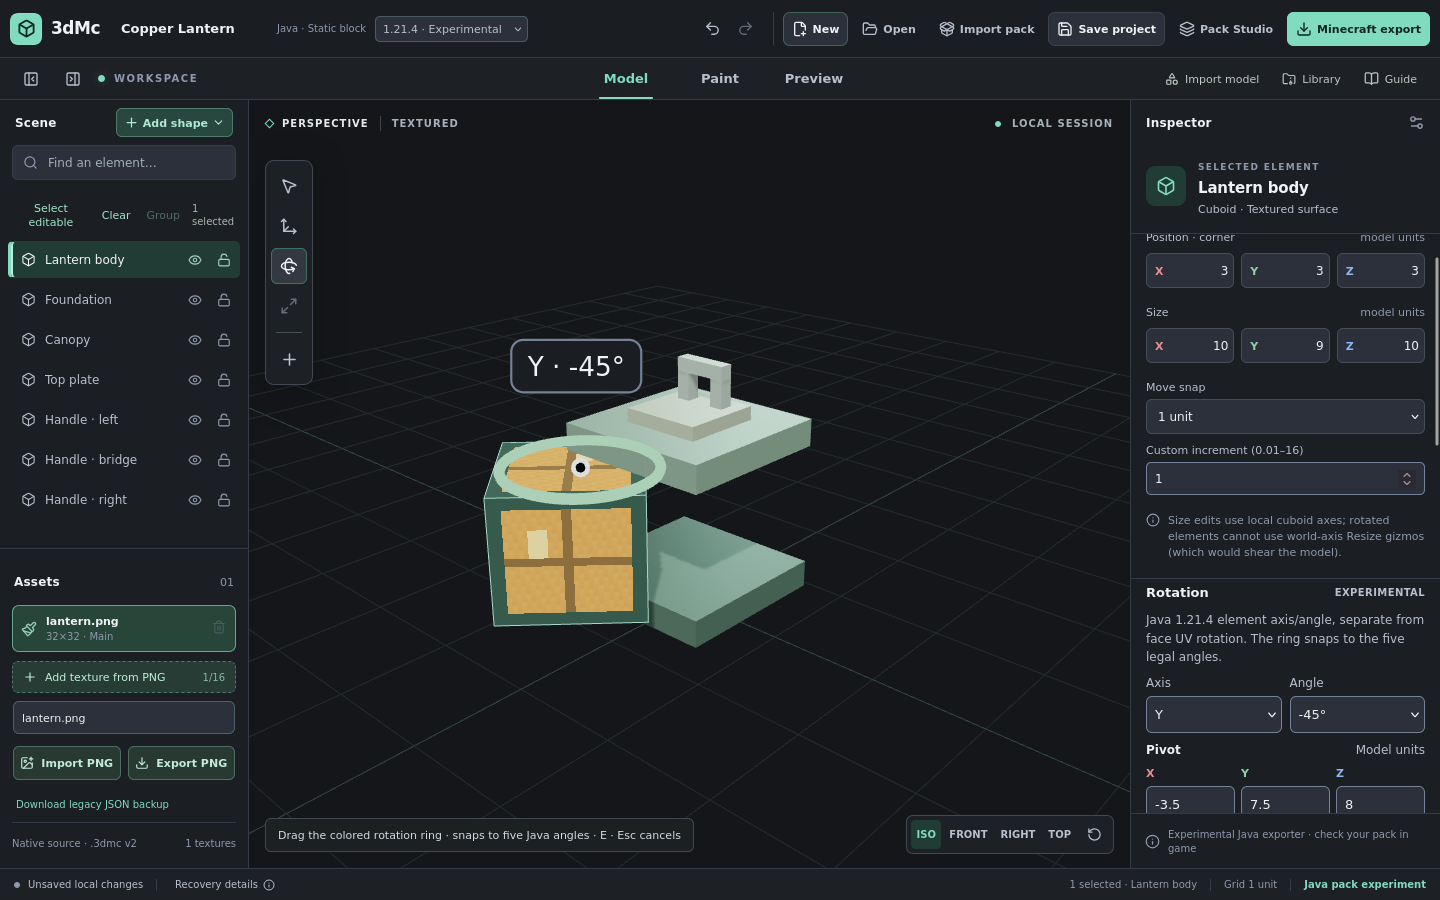 3dMc
Copper Lantern
Java · Static block
1.21.4 · Experimental
New
Open
Import pack
Save project
Pack Studio
Minecraft export
WORKSPACE
Model
Paint
Preview
Import model
Library
Guide
Scene
Add shape
Find an element…
Select
editable
Clear
Group
1
selected
Lantern body
Foundation
Canopy
Top plate
Handle · left
Handle · bridge
Handle · right
Assets
01
lantern.png
32×32 · Main
Add texture from PNG
1/16
lantern.png
Import PNG
Export PNG
Download legacy JSON backup
Native source · .3dmc v2
1 textures
PERSPECTIVE
TEXTURED
LOCAL SESSION
Y · -45°
Drag the colored rotation ring · snaps to five Java angles · E · Esc cancels
ISO
FRONT
RIGHT
TOP
Inspector
SELECTED ELEMENT
Lantern body
Cuboid · Textured surface
Position · corner
model units
X 3
Y 3
Z 3
Size
model units
X 10
Y 9
Z 10
Move snap
1 unit
Custom increment (0.01–16)
1
Size edits use local cuboid axes; rotated
elements cannot use world-axis Resize gizmos
(which would shear the model).
Rotation
EXPERIMENTAL
Java 1.21.4 element axis/angle, separate from
face UV rotation. The ring snaps to the five
legal angles.
Axis
Angle
Y
-45°
Pivot
Model units
X
Y
Z
-3.5
7.5
8
Experimental Java exporter · check your pack in
game
Unsaved local changes
Recovery details
1 selected · Lantern body
Grid 1 unit
Java pack experiment